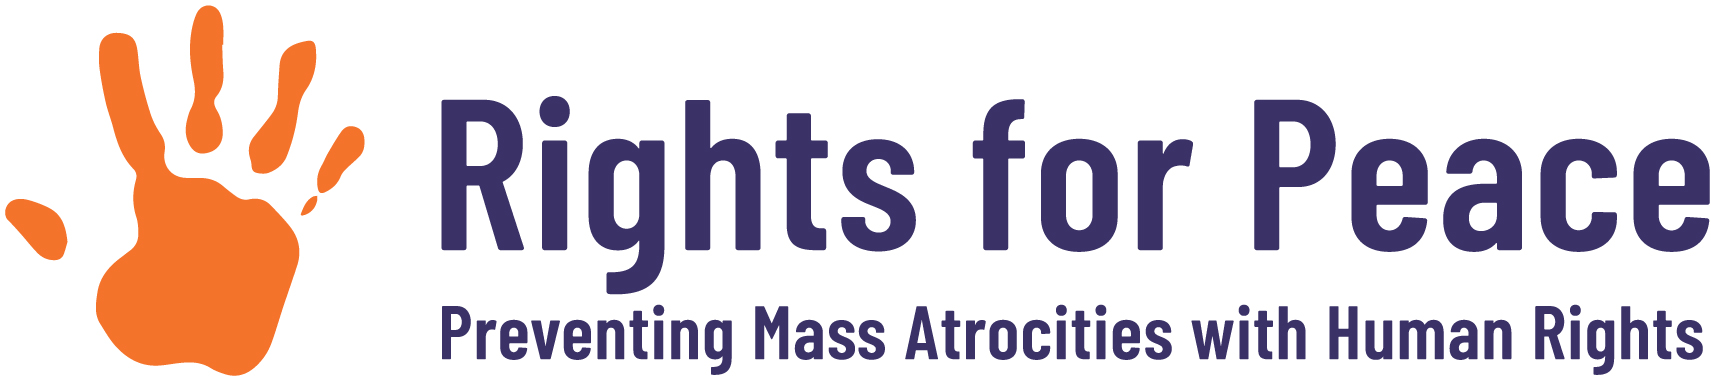 Rights for Peace
Preventing Mass Atrocities with Human Rights